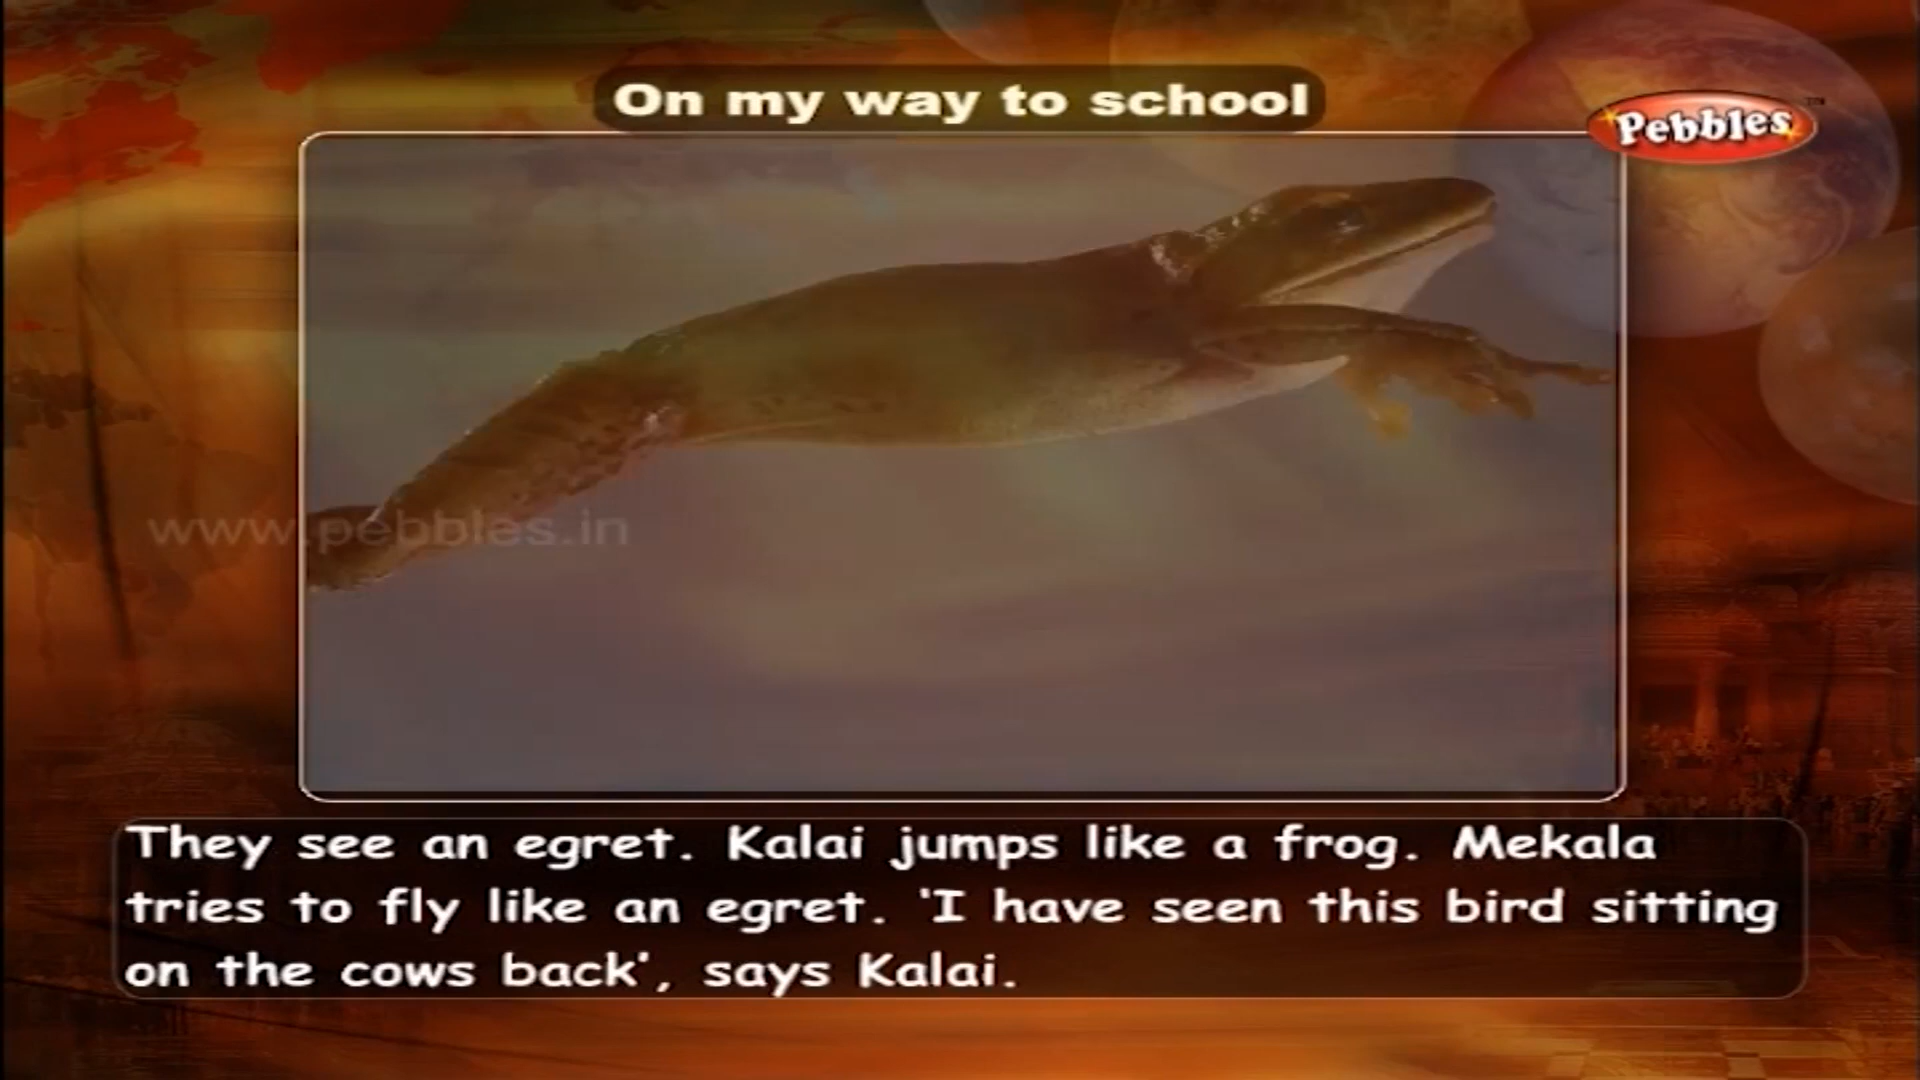 On my way to school
Pebbles™
www.pebbles.in
They see an egret. Kalai jumps like a frog. Mekala
tries to fly like an egret. ‘I have seen this bird sitting
on the cows back’, says Kalai.